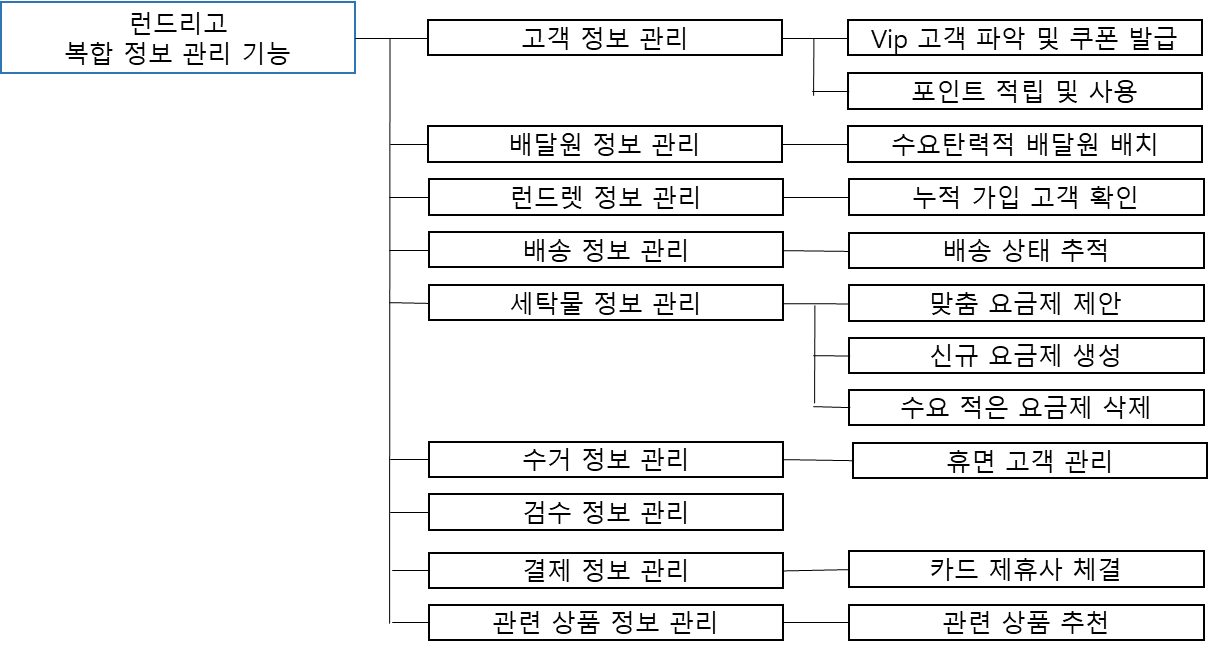 런드리고
복합 정보 관리 기능
고객 정보 관리
Vip 고객 파악 및 쿠폰 발급
포인트 적립 및 사용
배달원 정보 관리
수요탄력적 배달원 배치
런드렛 정보 관리
누적 가입 고객 확인
배송 정보 관리
배송 상태 추적
세탁물 정보 관리
맞춤 요금제 제안
신규 요금제 생성
수요 적은 요금제 삭제
수거 정보 관리
휴면 고객 관리
검수 정보 관리
결제 정보 관리
카드 제휴사 체결
관련 상품 정보 관리
관련 상품 추천